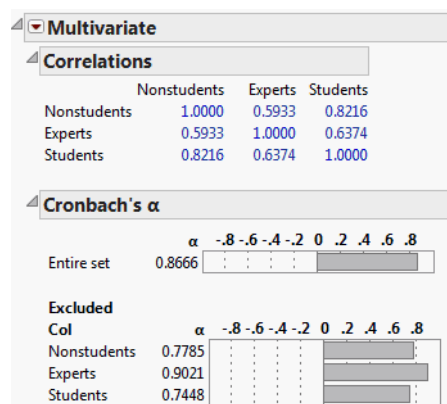 Multivariate
Correlations
Nonstudents Experts Students
Nonstudents 1.0000 0.5933 0.8216
Experts 0.5933 1.0000 0.6374
Students 0.8216 0.6374 1.0000
Cronbach's α
α -.8 -.6 -.4 -.2 0 .2 .4 .6 .8
Entire set 0.8666
Excluded
Col α -.8 -.6 -.4 -.2 0 .2 .4 .6 .8
Nonstudents 0.7785
Experts 0.9021
Students 0.7448